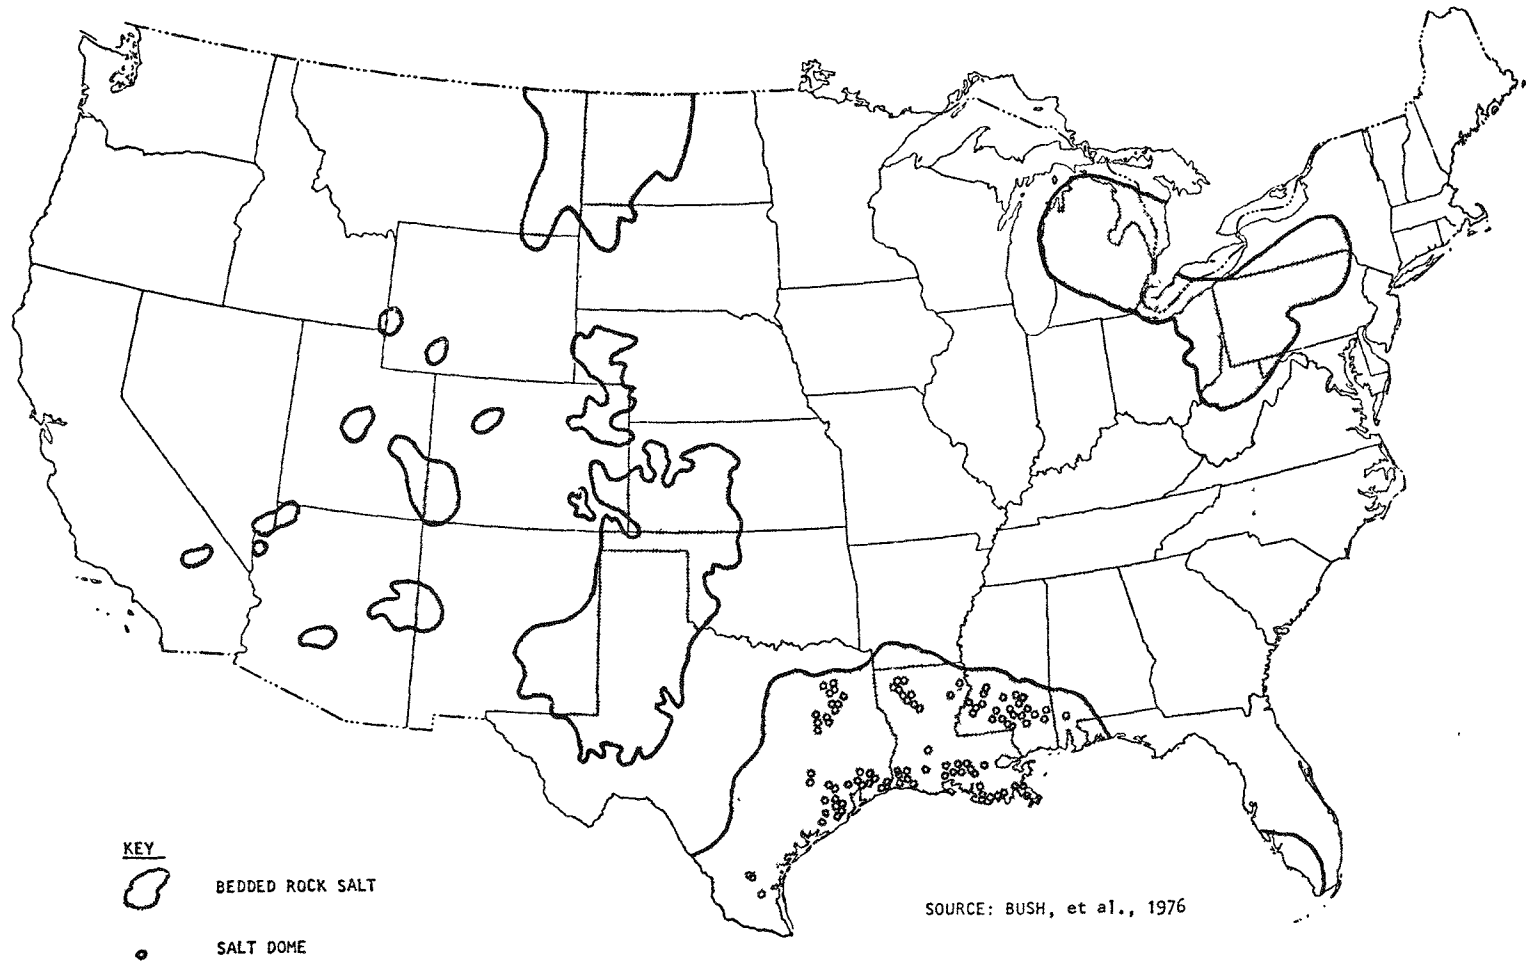 KEY
BEDDED ROCK SALT
SALT DOME
SOURCE: BUSH, et al., 1976